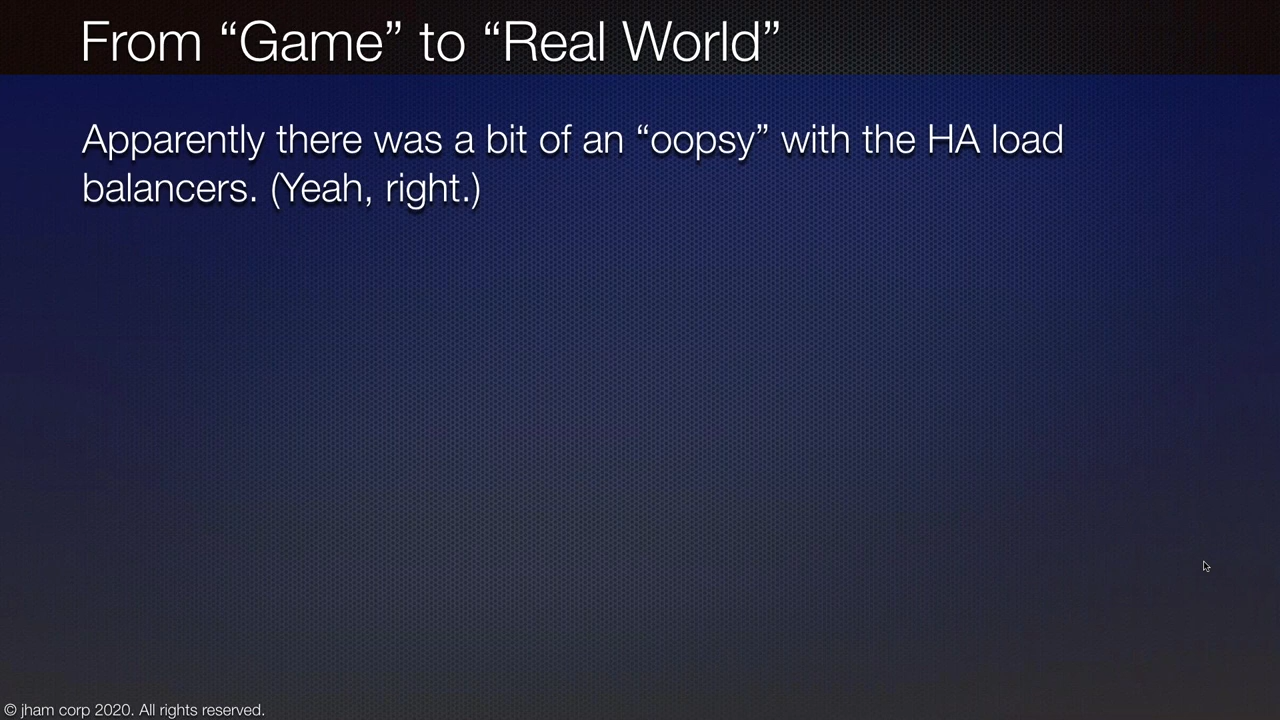 From “Game” to “Real World”
Apparently there was a bit of an “oopsy” with the HA load
balancers. (Yeah, right.)
© jham corp 2020. All rights reserved.